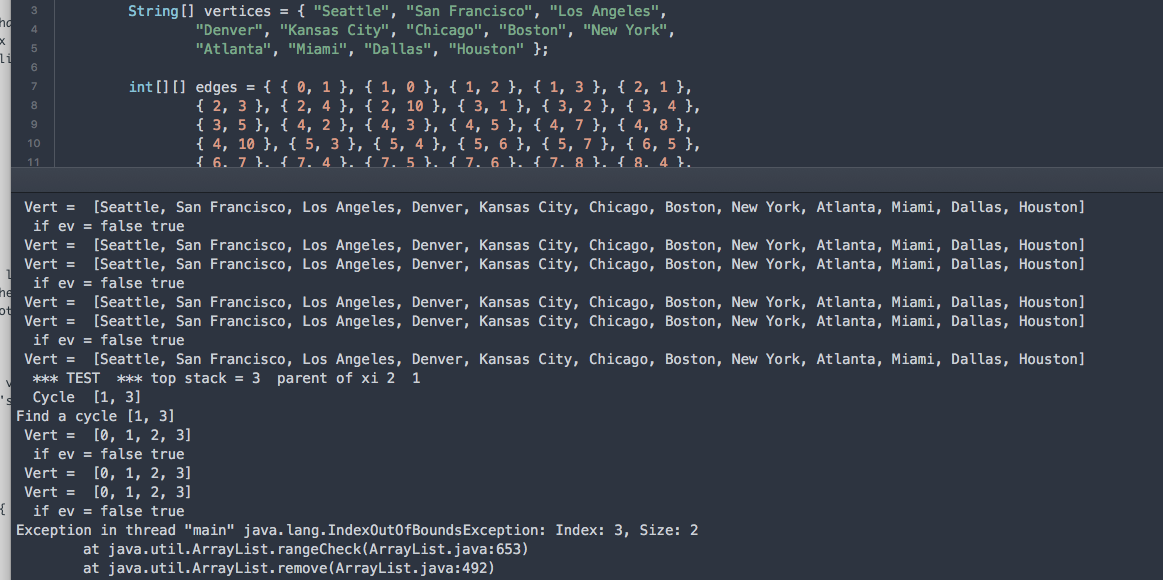 3 String[] vertices = { "Seattle", "San Francisco", "Los Angeles",
4 "Denver", "Kansas City", "Chicago", "Boston", "New York",
5 "Atlanta", "Miami", "Dallas", "Houston" };
6
7 int[][] edges = { { 0, 1 }, { 1, 0 }, { 1, 2 }, { 1, 3 }, { 2, 1 },
8 { 2, 3 }, { 2, 4 }, { 2, 10 }, { 3, 1 }, { 3, 2 }, { 3, 4 },
9 { 3, 5 }, { 4, 2 }, { 4, 3 }, { 4, 5 }, { 4, 7 }, { 4, 8 },
10 { 4, 10 }, { 5, 3 }, { 5, 4 }, { 5, 6 }, { 5, 7 }, { 6, 5 },
11 { 6, 7 }, { 7, 4 }, { 7, 5 }, { 7, 6 }, { 7, 8 }, { 8, 4 },
Vert = [Seattle, San Francisco, Los Angeles, Denver, Kansas City, Chicago, Boston, New York, Atlanta, Miami, Dallas, Houston]
if ev = false true
Vert = [Seattle, San Francisco, Los Angeles, Denver, Kansas City, Chicago, Boston, New York, Atlanta, Miami, Dallas, Houston]
Vert = [Seattle, San Francisco, Los Angeles, Denver, Kansas City, Chicago, Boston, New York, Atlanta, Miami, Dallas, Houston]
if ev = false true
Vert = [Seattle, San Francisco, Los Angeles, Denver, Kansas City, Chicago, Boston, New York, Atlanta, Miami, Dallas, Houston]
Vert = [Seattle, San Francisco, Los Angeles, Denver, Kansas City, Chicago, Boston, New York, Atlanta, Miami, Dallas, Houston]
if ev = false true
Vert = [Seattle, San Francisco, Los Angeles, Denver, Kansas City, Chicago, Boston, New York, Atlanta, Miami, Dallas, Houston]
*** TEST *** top stack = 3 parent of xi 2 1
Cycle [1, 3]
Find a cycle [1, 3]
Vert = [0, 1, 2, 3]
if ev = false true
Vert = [0, 1, 2, 3]
Vert = [0, 1, 2, 3]
if ev = false true
Exception in thread "main" java.lang.IndexOutOfBoundsException: Index: 3, Size: 2
at java.util.ArrayList.rangeCheck(ArrayList.java:653)
at java.util.ArrayList.remove(ArrayList.java:492)